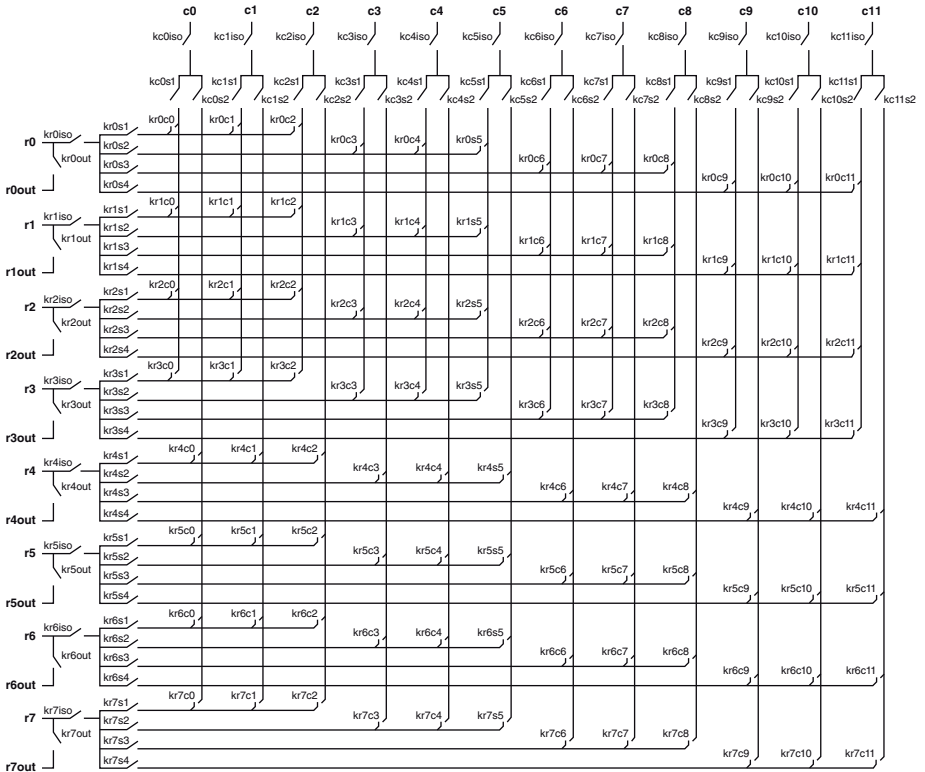 c0 c1 c2 c3 c4 c5 c6 c7 c8 c9 c10 c11
kc0iso kc1iso kc2iso kc3iso kc4iso kc5iso kc6iso kc7iso kc8iso kc9iso kc10iso kc11iso
kc0s1 kc1s1 kc2s1 kc3s1 kc4s1 kc5s1 kc6s1 kc7s1 kc8s1 kc9s1 kc10s1 kc11s1
kc0s2 kc1s2 kc2s2 kc3s2 kc4s2 kc5s2 kc6s2 kc7s2 kc8s2 kc9s2 kc10s2 kc11s2
kr0s1 kr0c0 kr0c1 kr0c2
r0 kr0iso kr0s2 kr0c3 kr0c4 kr0s5
kr0out kr0s3 kr0c6 kr0c7 kr0c8
r0out kr0s4 kr0c9 kr0c10 kr0c11
kr1s1 kr1c0 kr1c1 kr1c2
r1 kr1iso kr1s2 kr1c3 kr1c4 kr1s5
kr1out kr1s3 kr1c6 kr1c7 kr1c8
r1out kr1s4 kr1c9 kr1c10 kr1c11
kr2s1 kr2c0 kr2c1 kr2c2
r2 kr2iso kr2s2 kr2c3 kr2c4 kr2s5
kr2out kr2s3 kr2c6 kr2c7 kr2c8
r2out kr2s4 kr2c9 kr2c10 kr2c11
kr3s1 kr3c0 kr3c1 kr3c2
r3 kr3iso kr3s2 kr3c3 kr3c4 kr3s5
kr3out kr3s3 kr3c6 kr3c7 kr3c8
r3out kr3s4 kr3c9 kr3c10 kr3c11
kr4s1 kr4c0 kr4c1 kr4c2
r4 kr4iso kr4s2 kr4c3 kr4c4 kr4s5
kr4out kr4s3 kr4c6 kr4c7 kr4c8
r4out kr4s4 kr4c9 kr4c10 kr4c11
kr5s1 kr5c0 kr5c1 kr5c2
r5 kr5iso kr5s2 kr5c3 kr5c4 kr5s5
kr5out kr5s3 kr5c6 kr5c7 kr5c8
r5out kr5s4 kr5c9 kr5c10 kr5c11
kr6s1 kr6c0 kr6c1 kr6c2
r6 kr6iso kr6s2 kr6c3 kr6c4 kr6s5
kr6out kr6s3 kr6c6 kr6c7 kr6c8
r6out kr6s4 kr6c9 kr6c10 kr6c11
kr7s1 kr7c0 kr7c1 kr7c2
r7 kr7iso kr7s2 kr7c3 kr7c4 kr7s5
kr7out kr7s3 kr7c6 kr7c7 kr7c8
r7out kr7s4 kr7c9 kr7c10 kr7c11